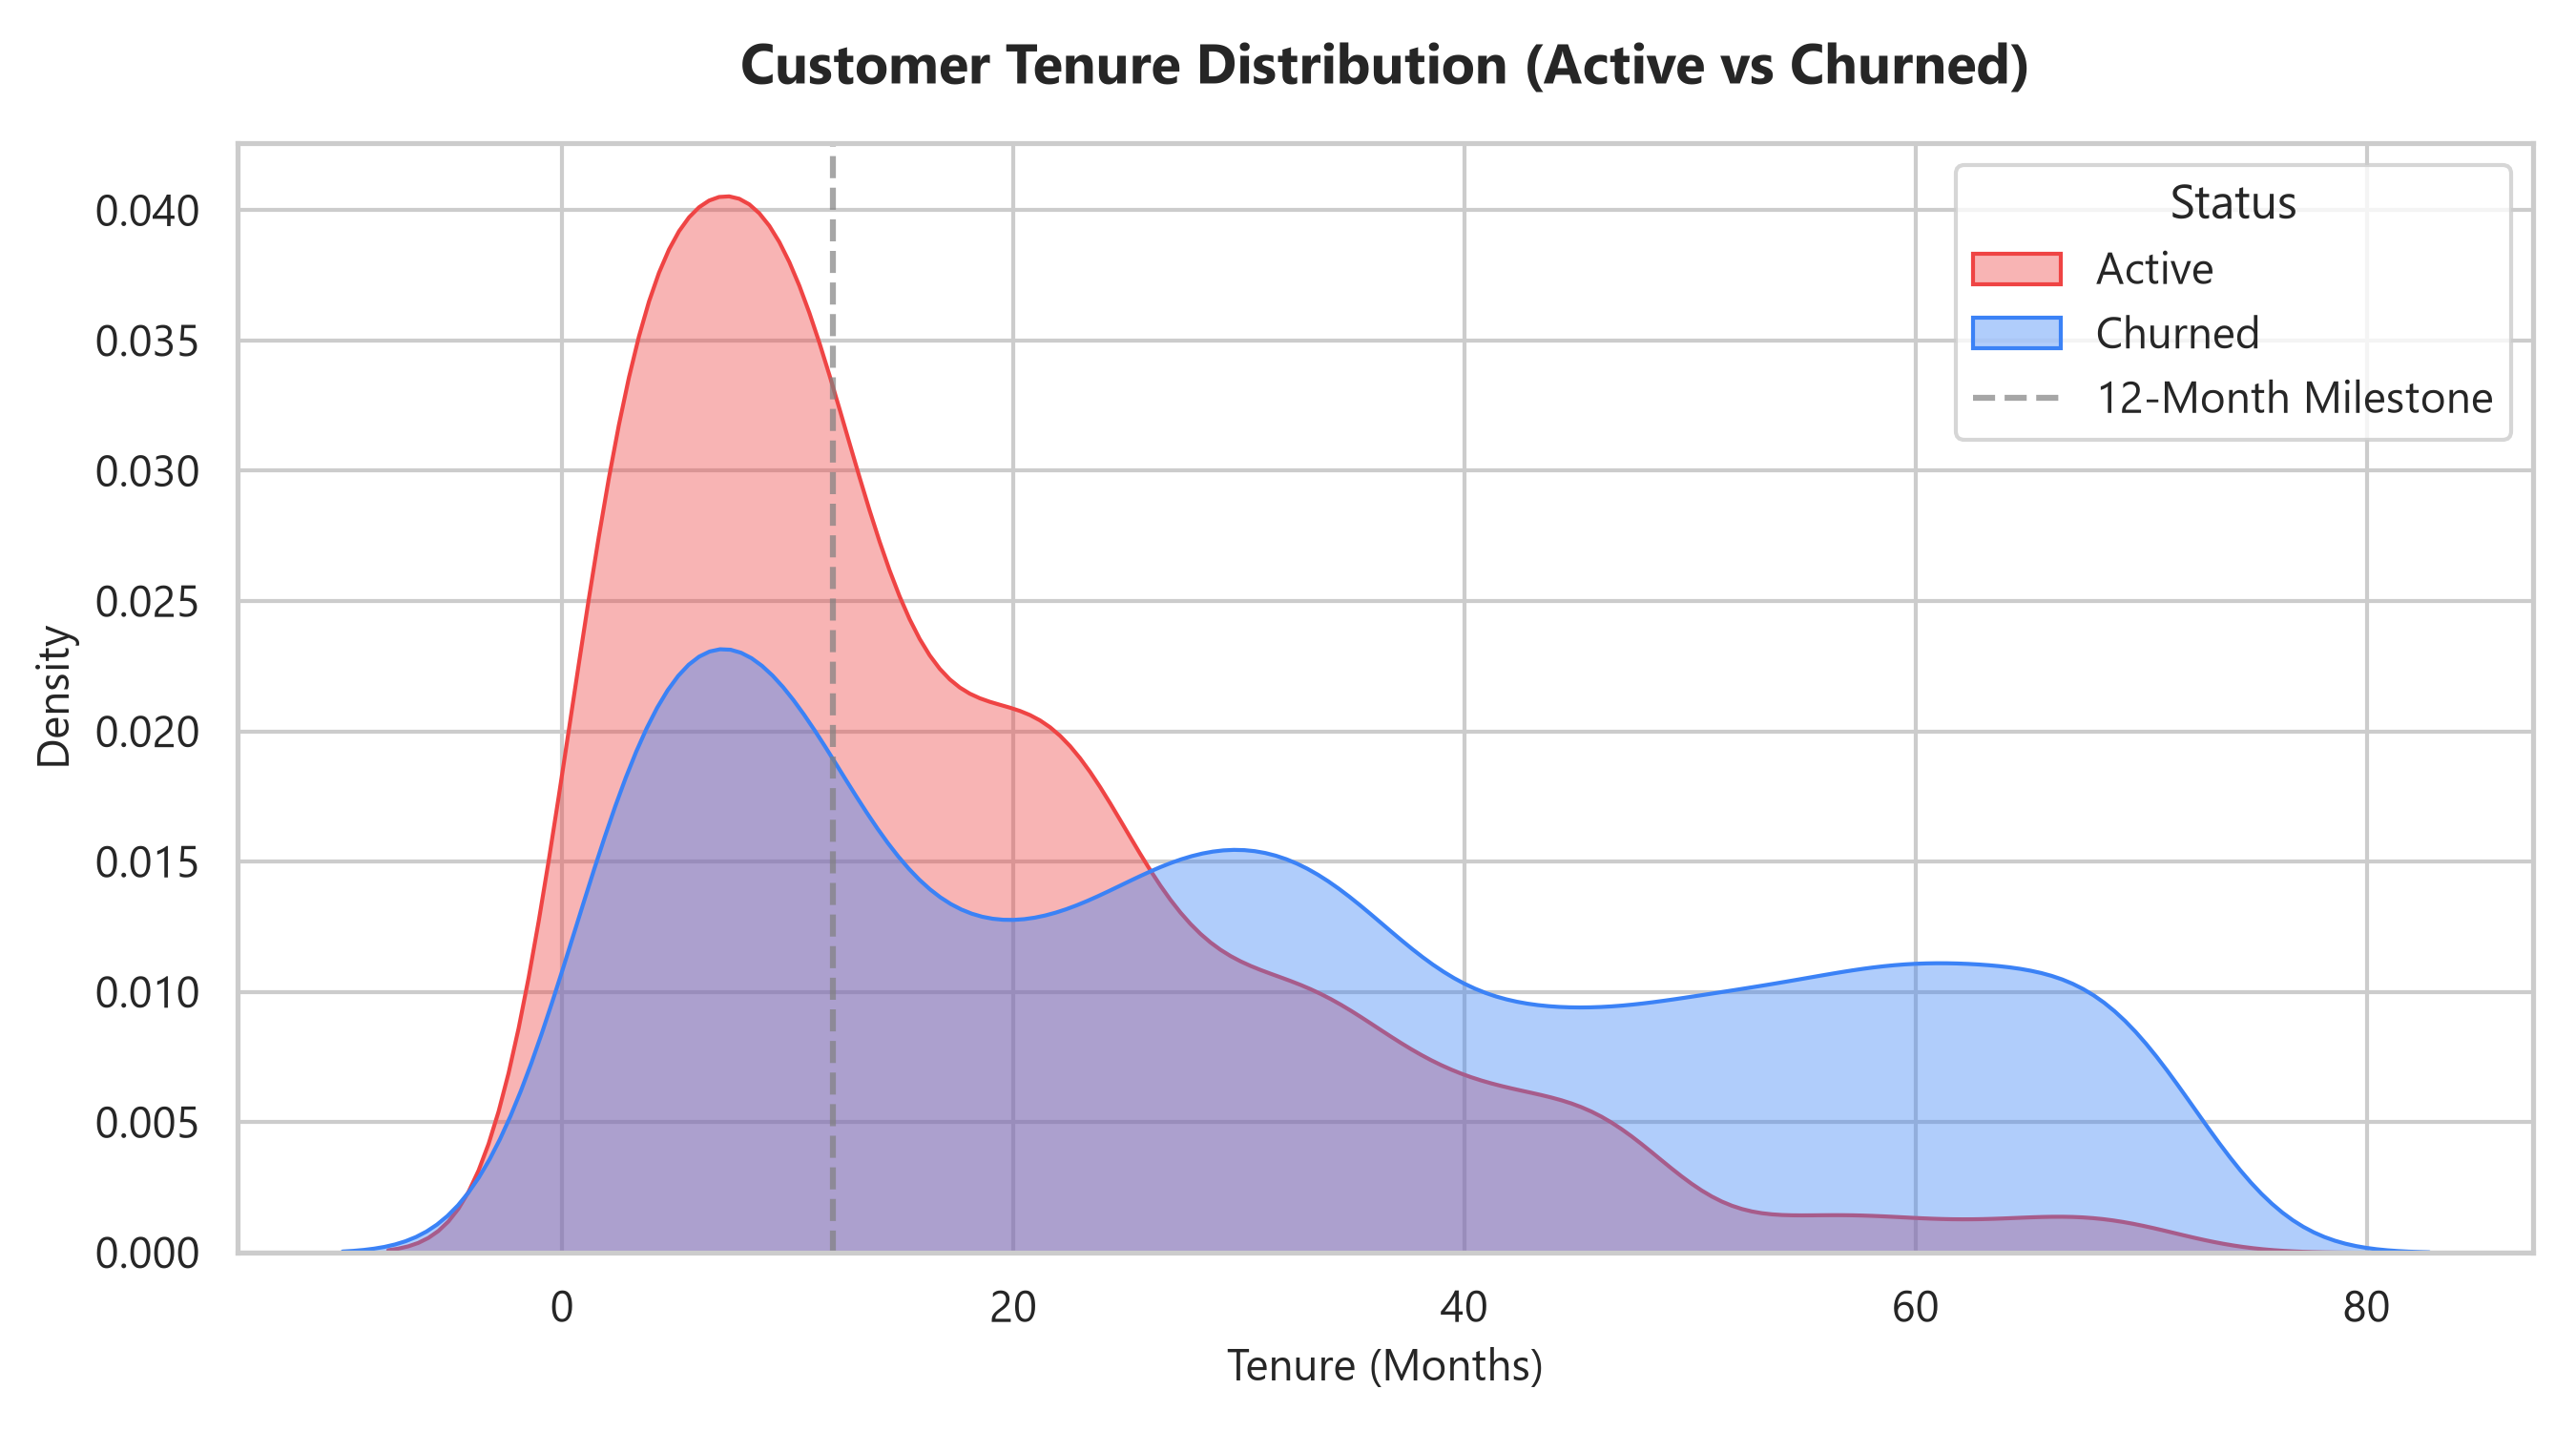 Customer Tenure Distribution (Active vs Churned)
Status
Active
Churned
12-Month Milestone
Density
0.040
0.035
0.030
0.025
0.020
0.015
0.010
0.005
0.000
0
20
40
60
80
Tenure (Months)